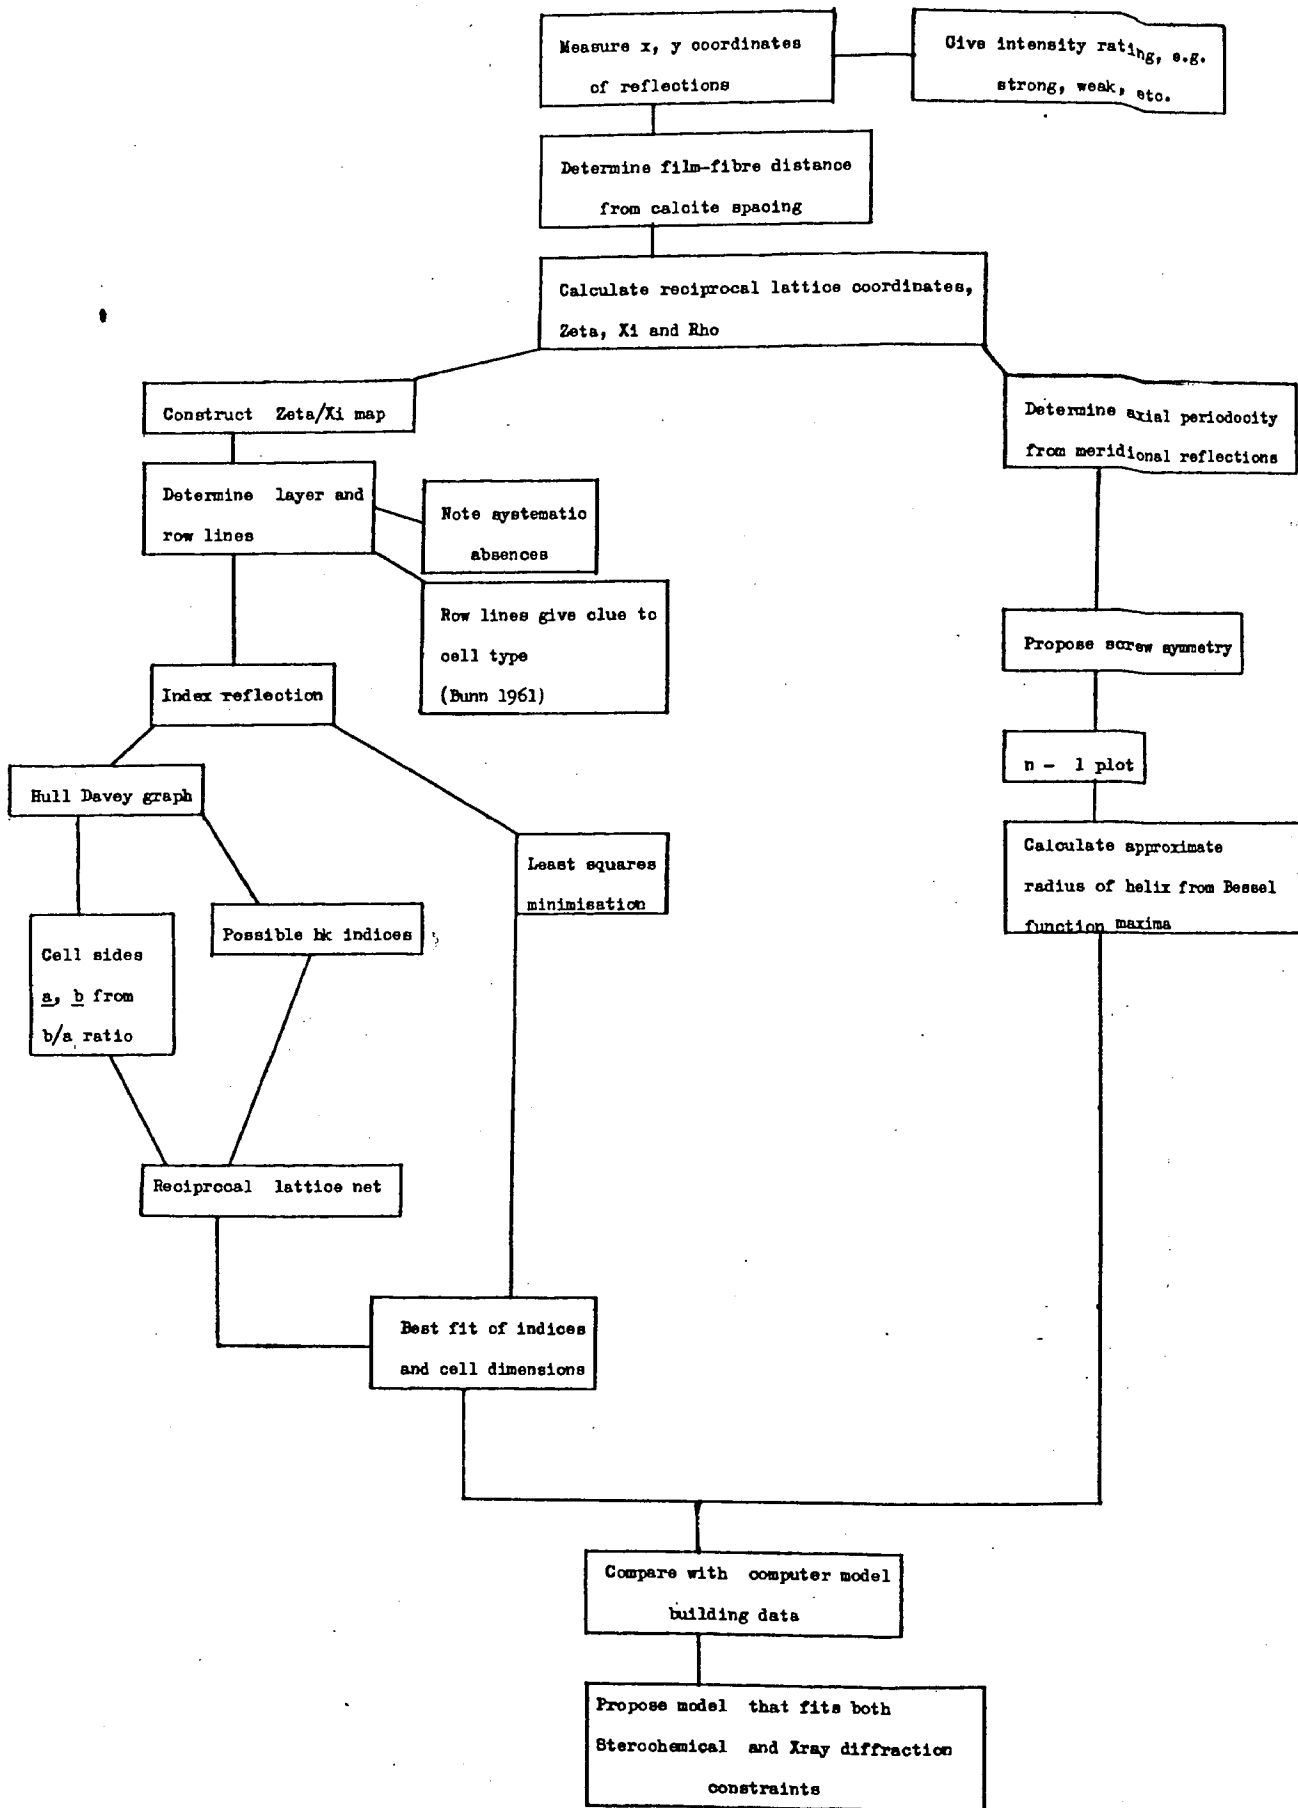 Measure x, y coordinates
of reflections
Give intensity rating, e.g.
strong, weak, etc.
Determine film-fibre distance
from calcite spacing
Calculate reciprocal lattice coordinates,
Zeta, Xi and Rho
Construct Zeta/Xi map
Determine axial periodocity
from meridional reflections
Determine layer and
row lines
Note systematic
absences
Row lines give clue to
cell type
(Bunn 1961)
Propose screw symmetry
Index reflection
n - l plot
Hull Davey graph
Least squares
minimisation
Calculate approximate
radius of helix from Bessel
function maxima
Cell sides
a, b from
b/a ratio
Possible hk indices
Reciprocal lattice net
Best fit of indices
and cell dimensions
Compare with computer model
building data
Propose model that fits both
Sterochemical and Xray diffraction
constraints